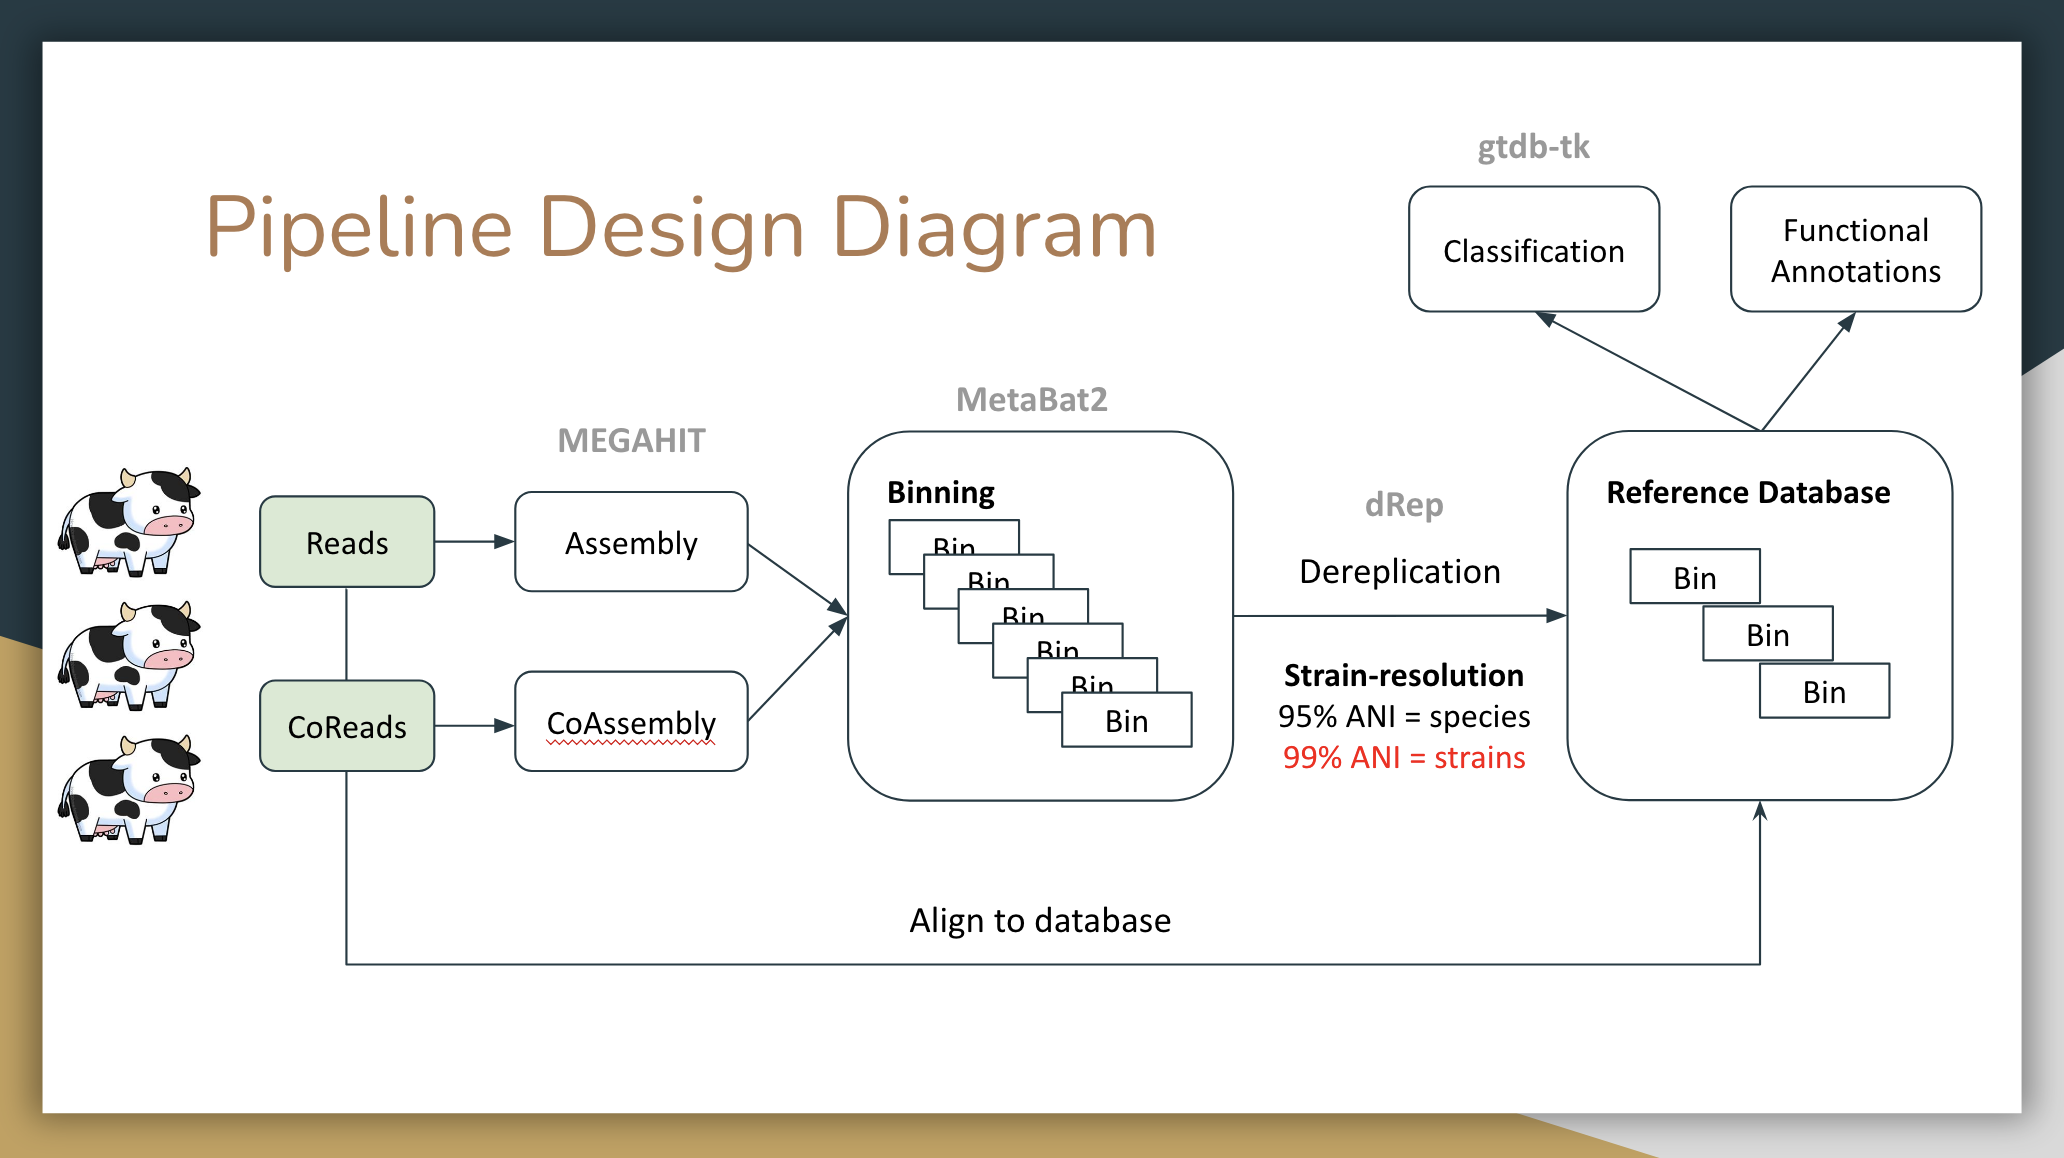 Pipeline Design Diagram
gtdb-tk
Classification
Functional
Annotations
MEGAHIT
MetaBat2
Reads
Assembly
CoReads
CoAssembly
Binning
Bin
Bin
Bin
Bin
Bin
Bin
dRep
Dereplication
Strain-resolution
95% ANI = species
99% ANI = strains
Reference Database
Bin
Bin
Bin
Align to database